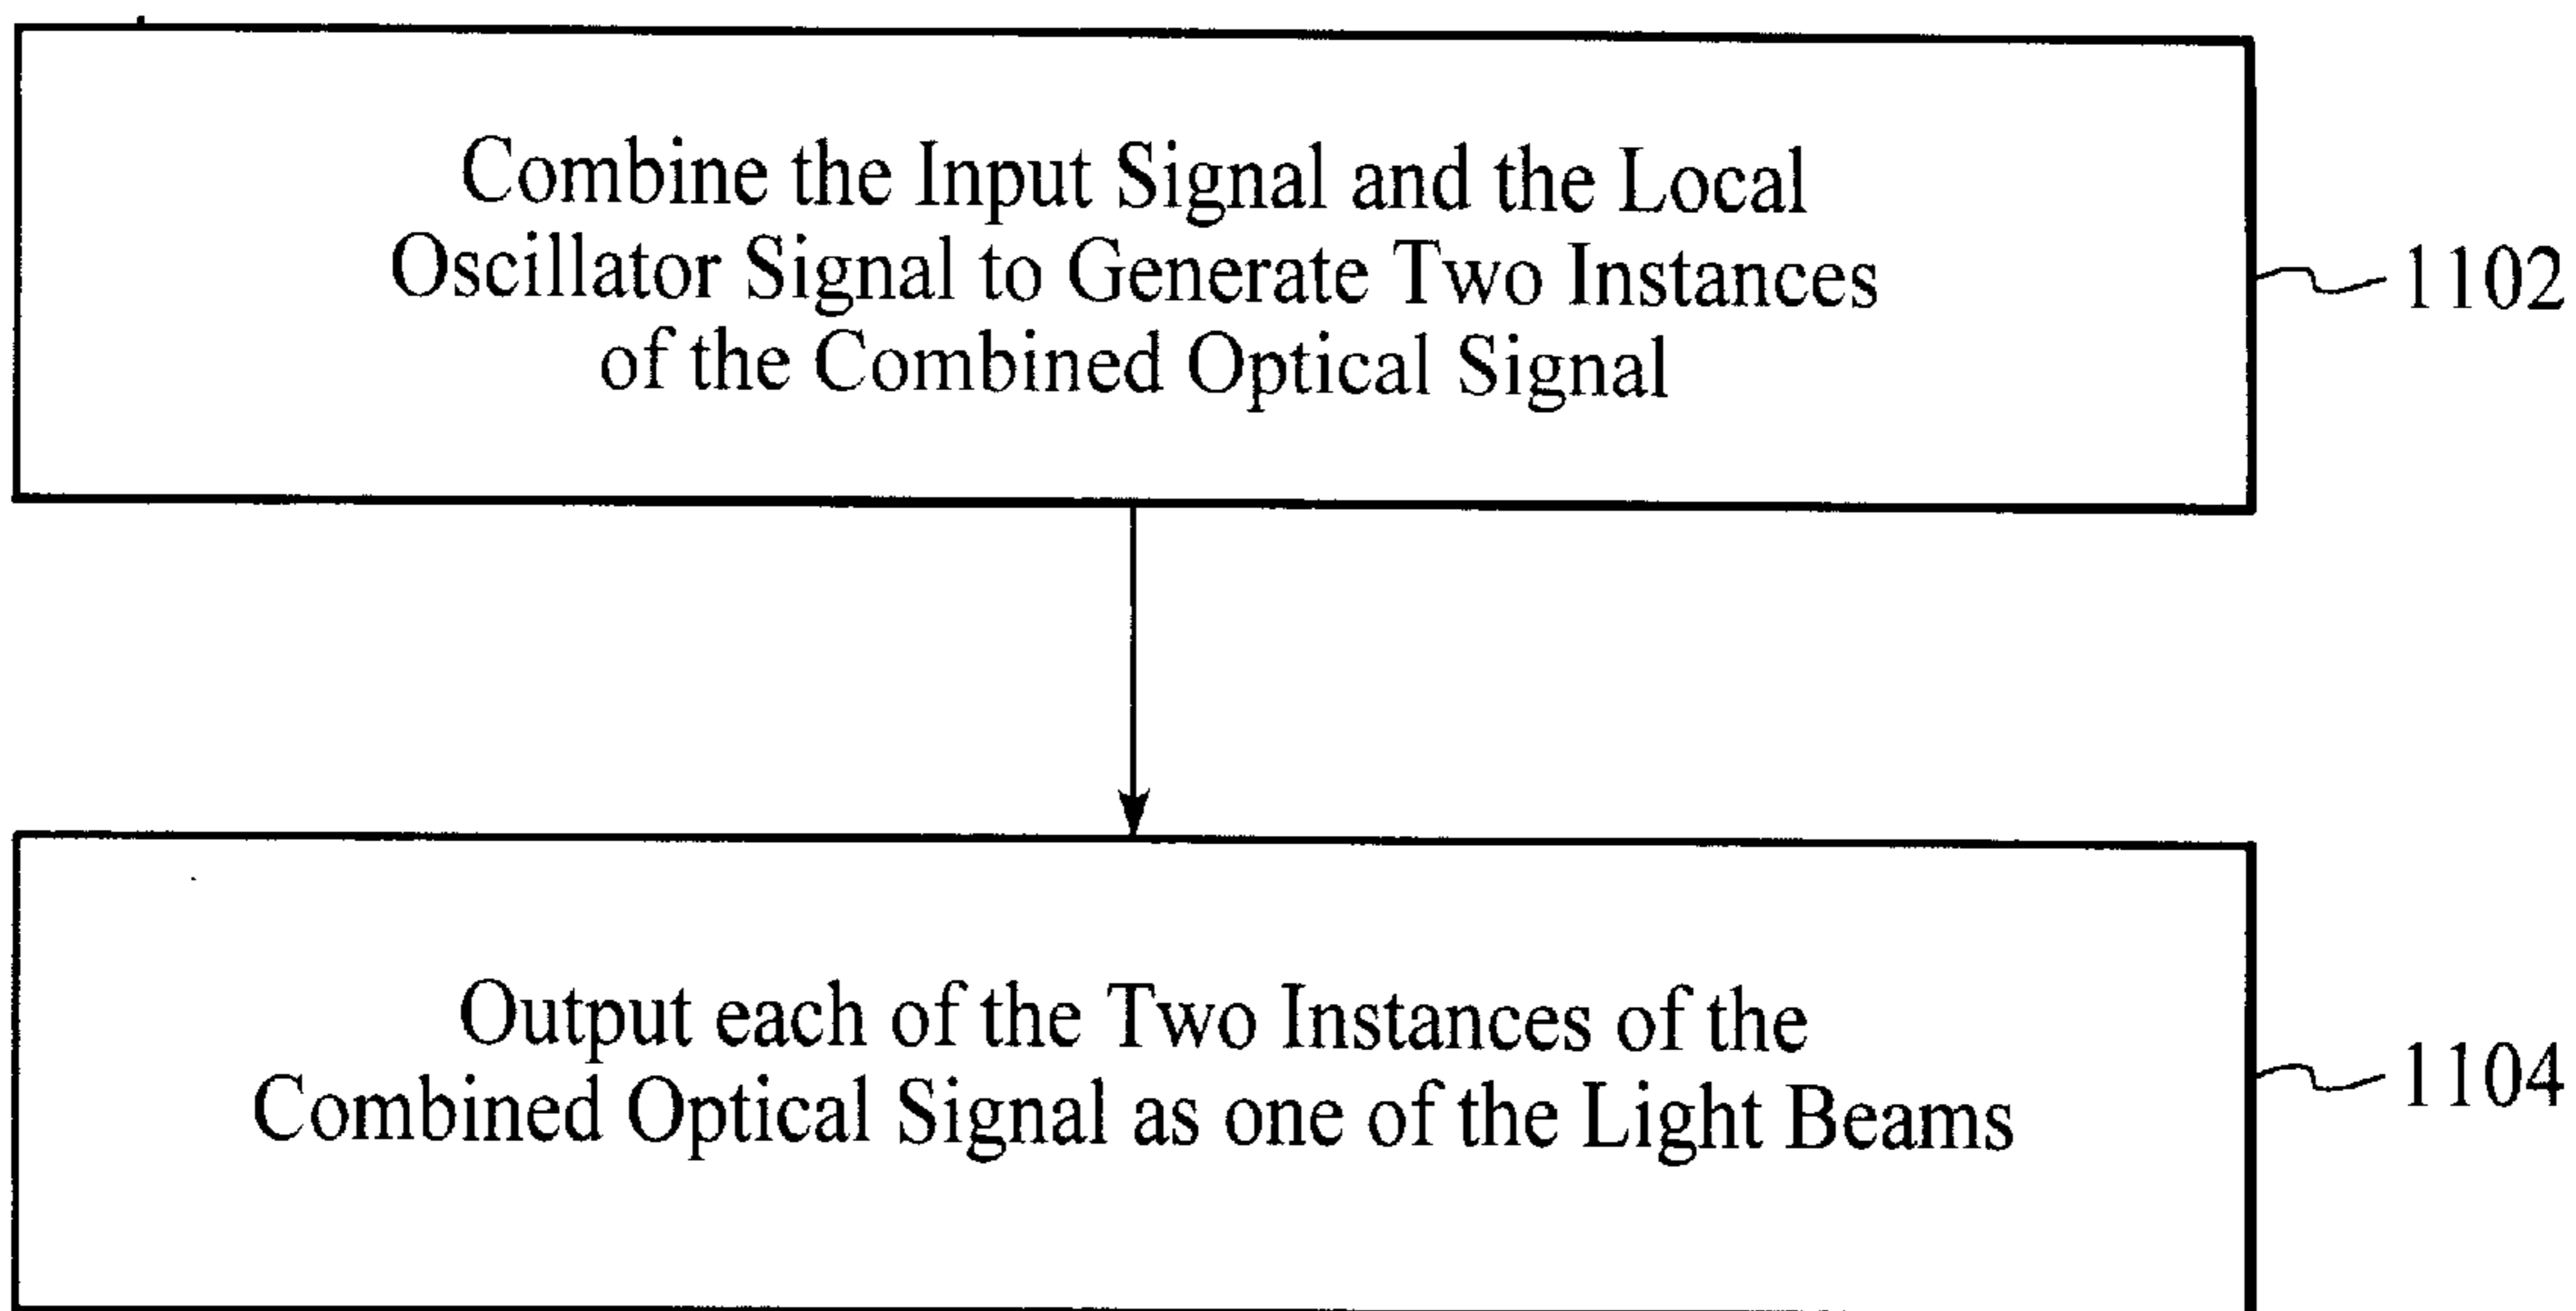 Combine the Input Signal and the Local
Oscillator Signal to Generate Two Instances
of the Combined Optical Signal
1102
Output each of the Two Instances of the
Combined Optical Signal as one of the Light Beams
1104